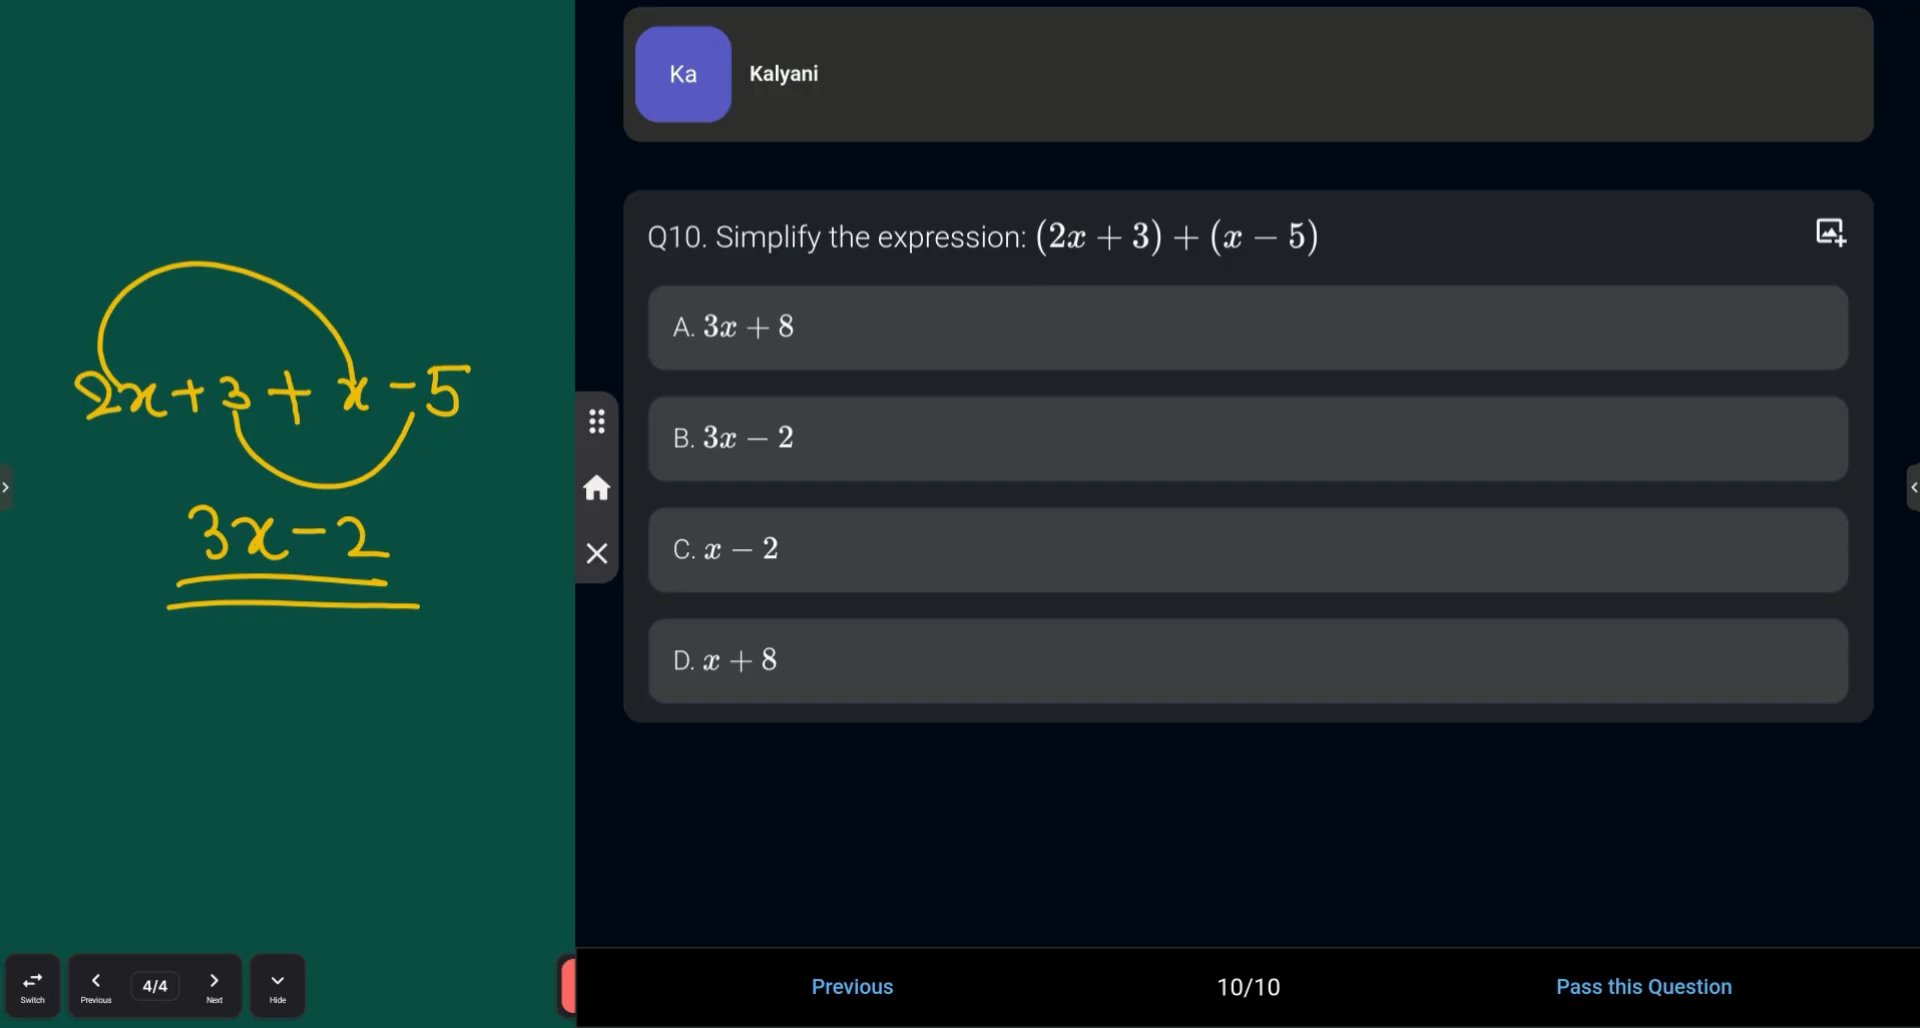 2x+3+x-5
3x-2
Ka
Kalyani
Q10. Simplify the expression: (2x + 3) + (x − 5)
A. 3x + 8
B. 3x − 2
C. x − 2
D. x + 8
Switch
Previous
4/4
Next
Hide
Previous
10/10
Pass this Question